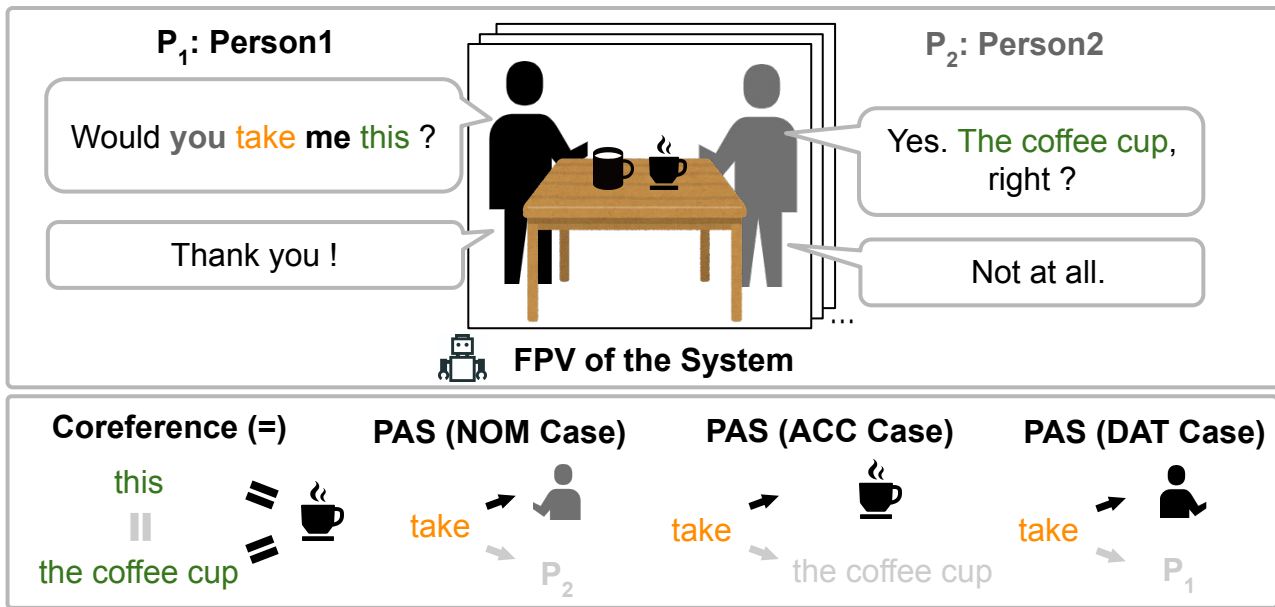 P1: Person1
P2: Person2
Would you take me this ?
Yes. The coffee cup,
right ?
Thank you !
Not at all.
...
FPV of the System
Coreference (=)
PAS (NOM Case)
PAS (ACC Case)
PAS (DAT Case)
this
=
=
=
the coffee cup
take
P2
take
the coffee cup
take
P1